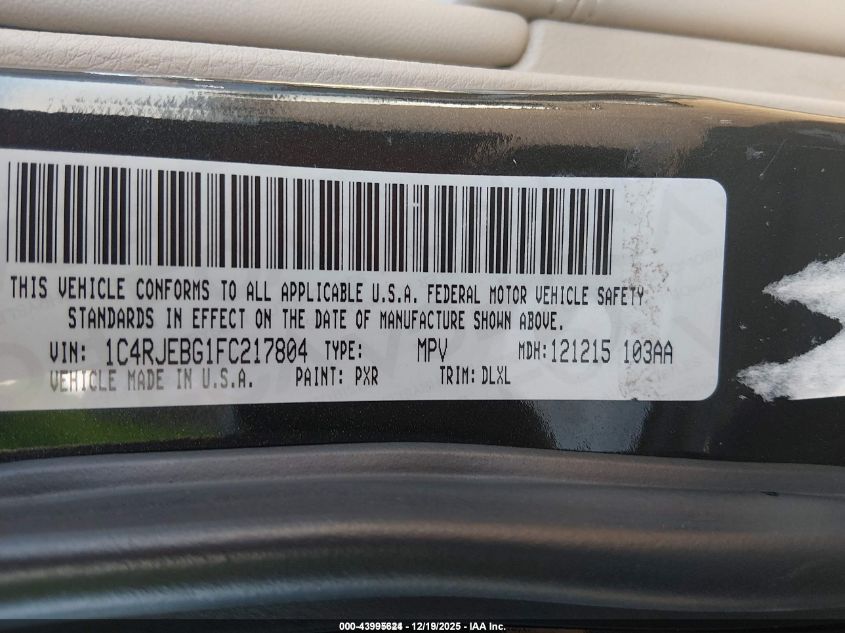 THIS VEHICLE CONFORMS TO ALL APPLICABLE U.S.A. FEDERAL MOTOR VEHICLE SAFETY
STANDARDS IN EFFECT ON THE DATE OF MANUFACTURE SHOWN ABOVE.
VIN: 1C4RJEBG1FC217804 TYPE: MPV MDH:121215 103AA
VEHICLE MADE IN U.S.A. PAINT: PXR TRIM: DLXL
12/19/2025 - IAA Inc.